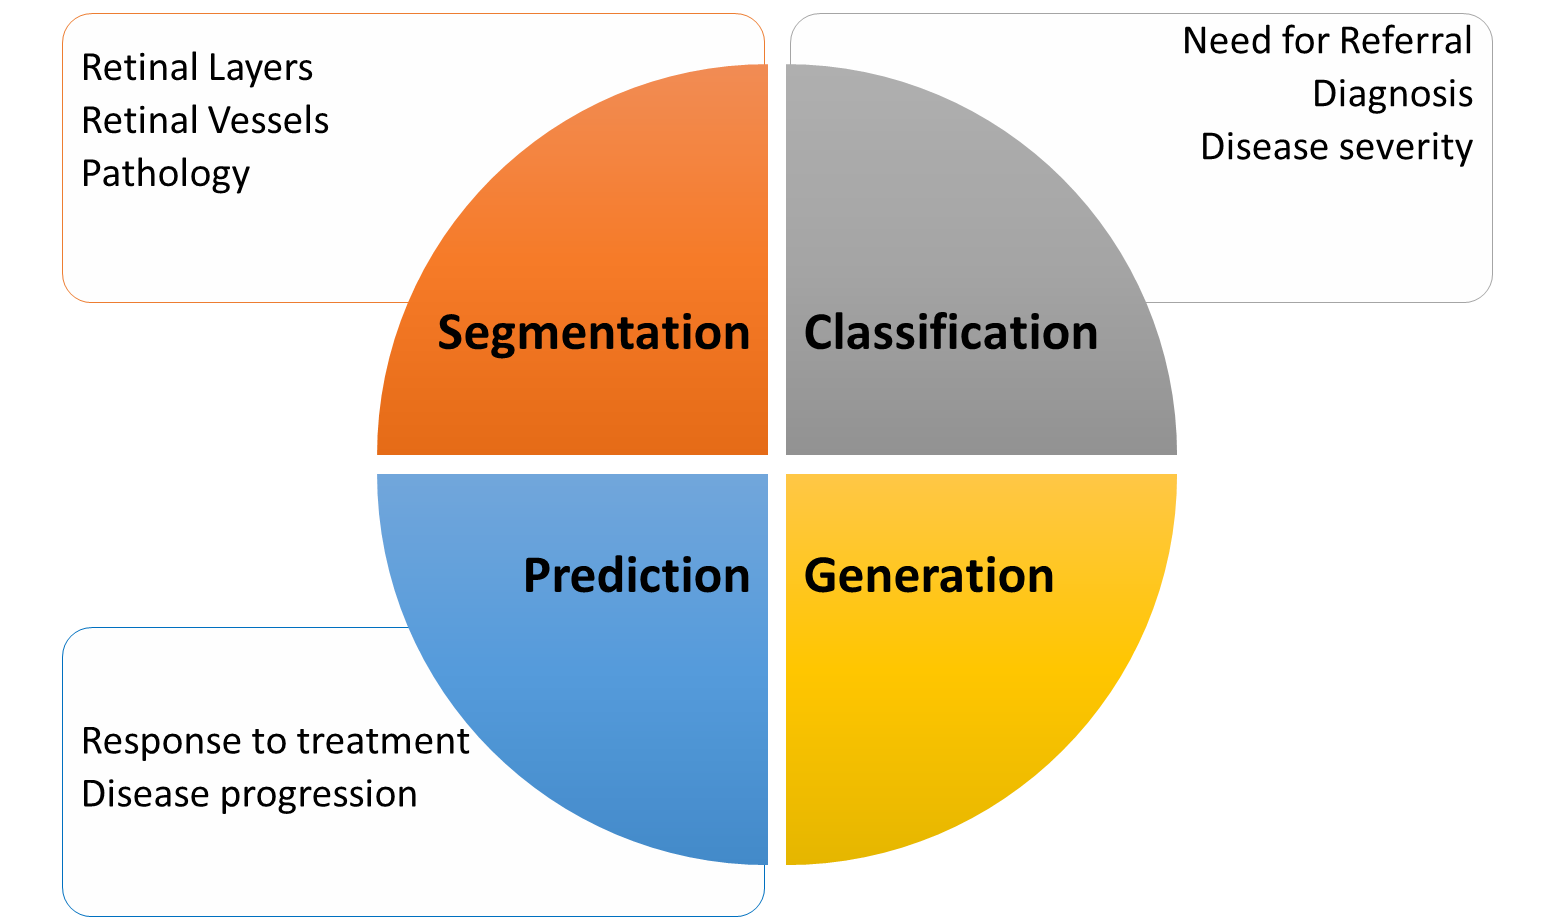 Retinal Layers
Retinal Vessels
Pathology
Need for Referral
Diagnosis
Disease severity
Segmentation
Classification
Prediction
Generation
Response to treatment
Disease progression